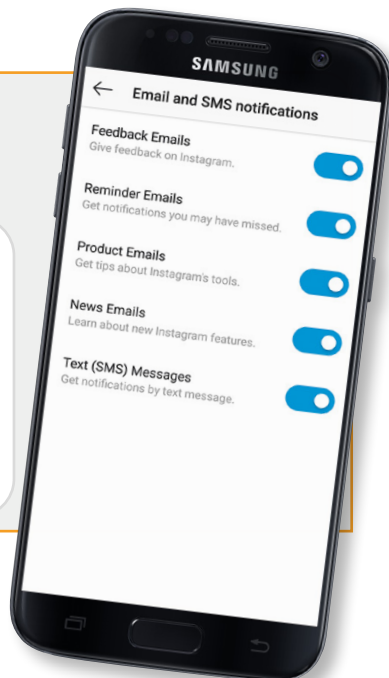 SAMSUNG
Email and SMS notifications
Feedback Emails
Give feedback on Instagram.
Reminder Emails
Get notifications you may have missed.
Product Emails
Get tips about Instagram's tools.
News Emails
Learn about new Instagram features.
Text (SMS) Messages
Get notifications by text message.